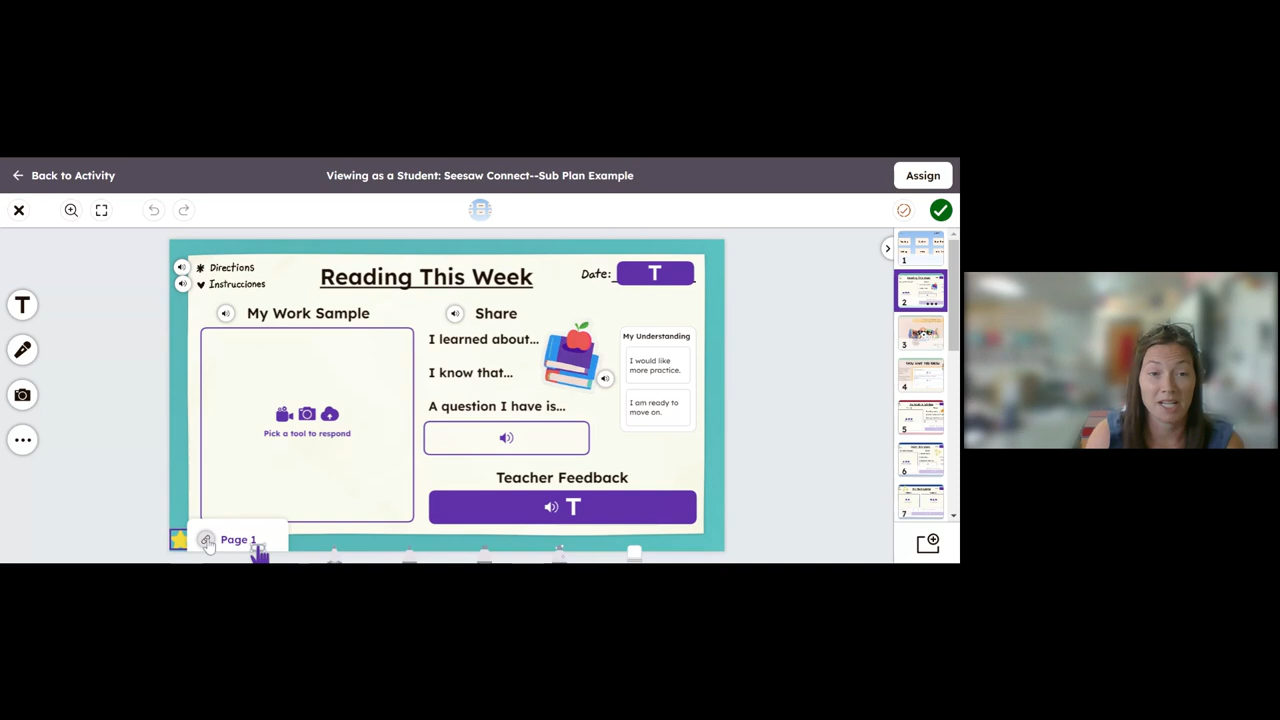 Back to Activity
Viewing as a Student: Seesaw Connect--Sub Plan Example
Assign
Directions
Instrucciones
Reading This Week
Date:
T
My Work Sample
Share
I learned about...
I know that...
A question I have is...
My Understanding
I would like
more practice.
I am ready to
move on.
Pick a tool to respond
Teacher Feedback
T
Page 1
T
1
2
3
4
5
6
7